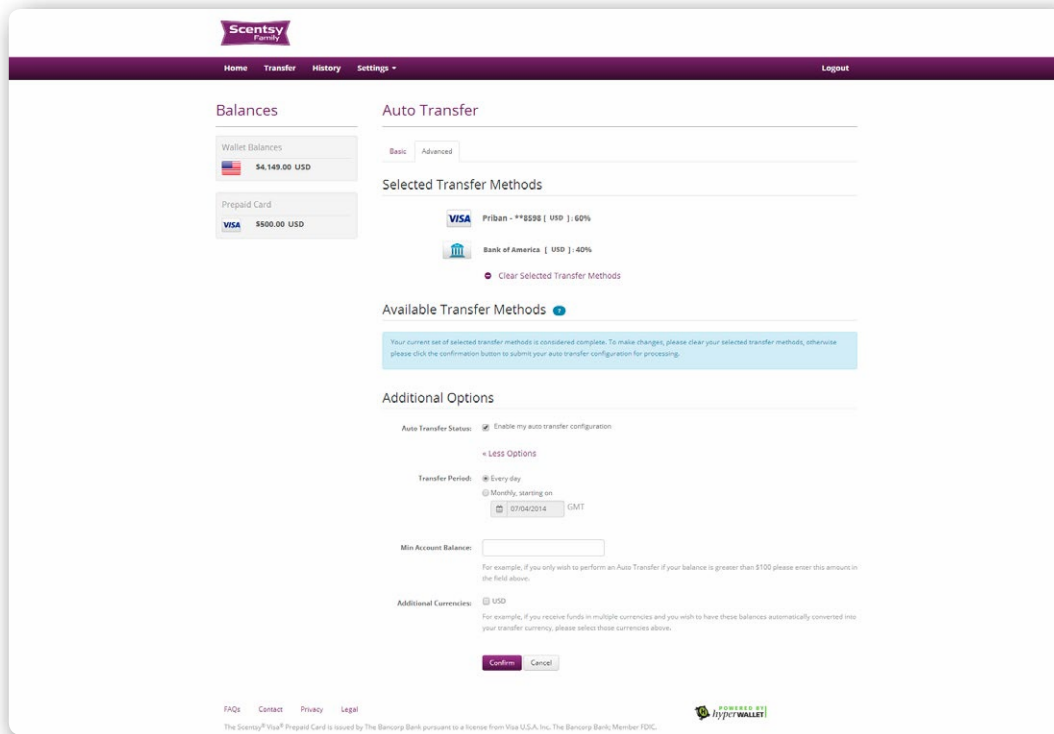 Scentsy
Family
Home Transfer History Settings
Logout
Balances
Wallet Balances
$4,149.00 USD
Prepaid Card
VISA $500.00 USD
Auto Transfer
Basic Advanced
Selected Transfer Methods
VISA Priban - **8598 [ USD ] : 60%
Bank of America [ USD ] : 40%
Clear Selected Transfer Methods
Available Transfer Methods ?
Your current set of selected transfer methods is considered complete. To make changes, please clear your selected transfer methods, otherwise
please click the confirmation button to submit your auto transfer configuration for processing.
Additional Options
Auto Transfer Status: Enable my auto transfer configuration
« Less Options
Transfer Period: Every day
Monthly, starting on
07/04/2014 GMT
Min Account Balance:
For example, if you only wish to perform an Auto Transfer if your balance is greater than $100 please enter this amount in
the field above.
Additional Currencies: USD
For example, if you receive funds in multiple currencies and you wish to have these balances automatically converted into
your transfer currency, please select those currencies above.
Confirm Cancel
FAQs Contact Privacy Legal
POWERED BY
hyperWALLET
The Scentsy® Visa® Prepaid Card is issued by The Bancorp Bank pursuant to a license from Visa U.S.A. Inc. The Bancorp Bank; Member FDIC.